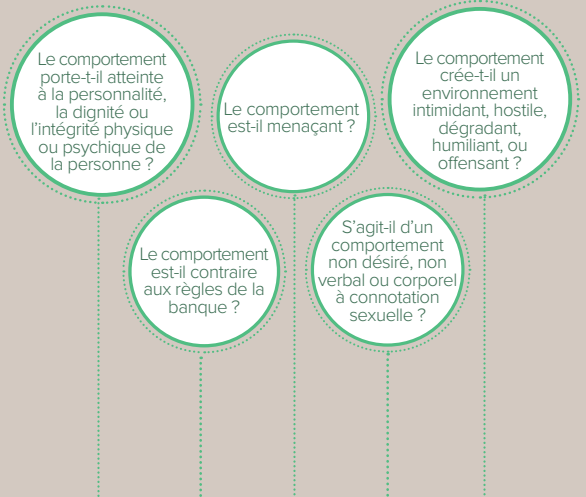 Le comportement
porte-t-il atteinte
à la personnalité,
la dignité ou
l’intégrité physique
ou psychique de
la personne ?
Le comportement
est-il menaçant ?
Le comportement
crée-t-il un
environnement
intimidant, hostile,
dégradant,
humiliant, ou
offensant ?
Le comportement
est-il contraire
aux règles de la
banque ?
S’agit-il d’un
comportement
non désiré, non
verbal ou corporel
à connotation
sexuelle ?